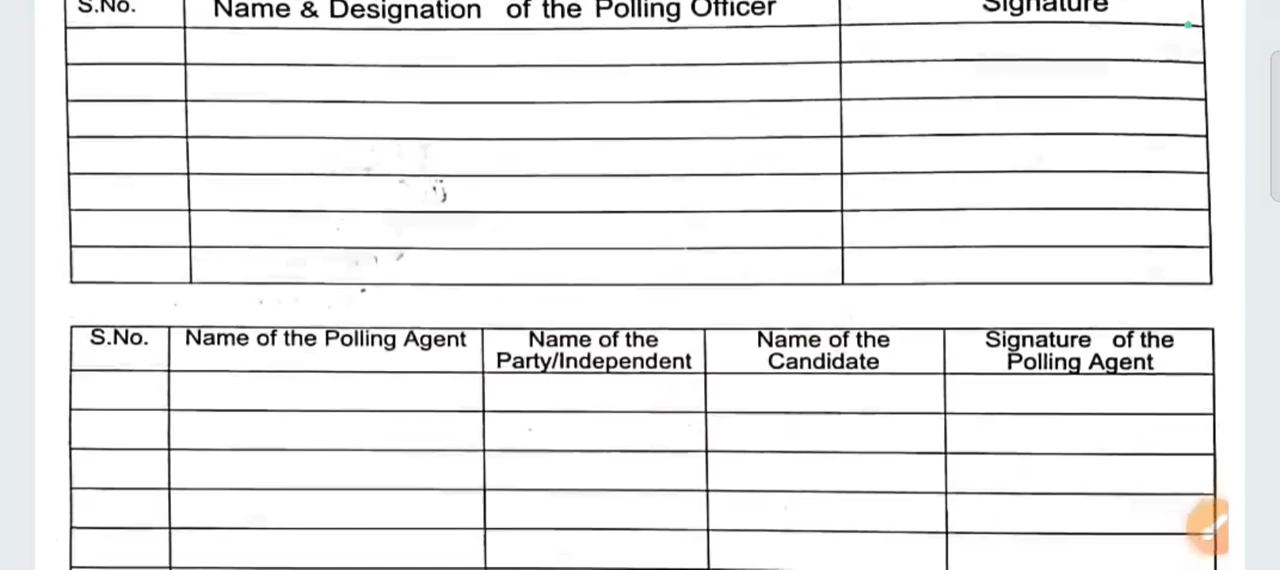 S.No. Name & Designation of the Polling Officer Signature
S.No. Name of the Polling Agent Name of the Party/Independent Name of the Candidate Signature of the Polling Agent